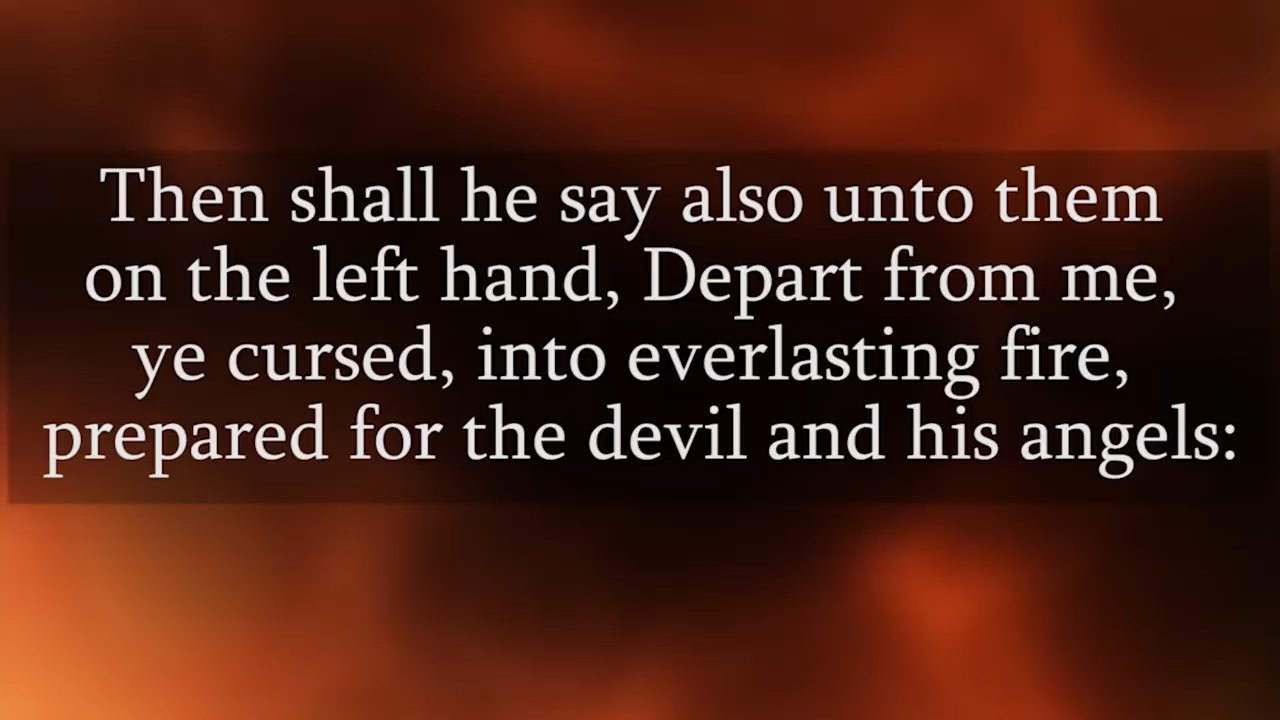 Then shall he say also unto them
on the left hand, Depart from me,
ye cursed, into everlasting fire,
prepared for the devil and his angels: